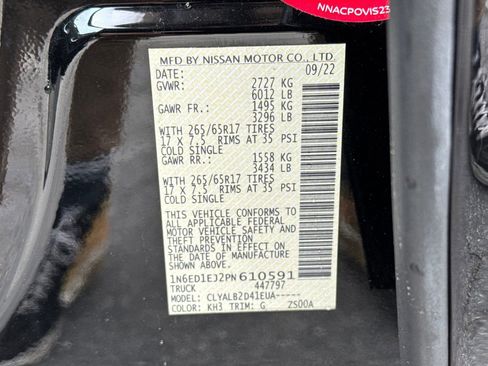 NNACPOVIS23
MFD BY NISSAN MOTOR CO., LTD.
DATE: 09/22
GVWR: 2727 KG
6012 LB
GAWR FR.: 1495 KG
3296 LB
WITH 265/65R17 TIRES
17 X 7.5 RIMS AT 35 PSI
COLD SINGLE
GAWR RR.: 1558 KG
3434 LB
WITH 265/65R17 TIRES
17 X 7.5 RIMS AT 35 PSI
COLD SINGLE
THIS VEHICLE CONFORMS TO
ALL APPLICABLE FEDERAL
MOTOR VEHICLE SAFETY AND
THEFT PREVENTION
STANDARDS IN EFFECT ON
THE DATE OF MANUFACTURE
SHOWN ABOVE.
1N6ED1EJ2PN610591
TRUCK 447797
MODEL: CLYALB2D41EUA-----
COLOR: KH3 TRIM: G ZS00A